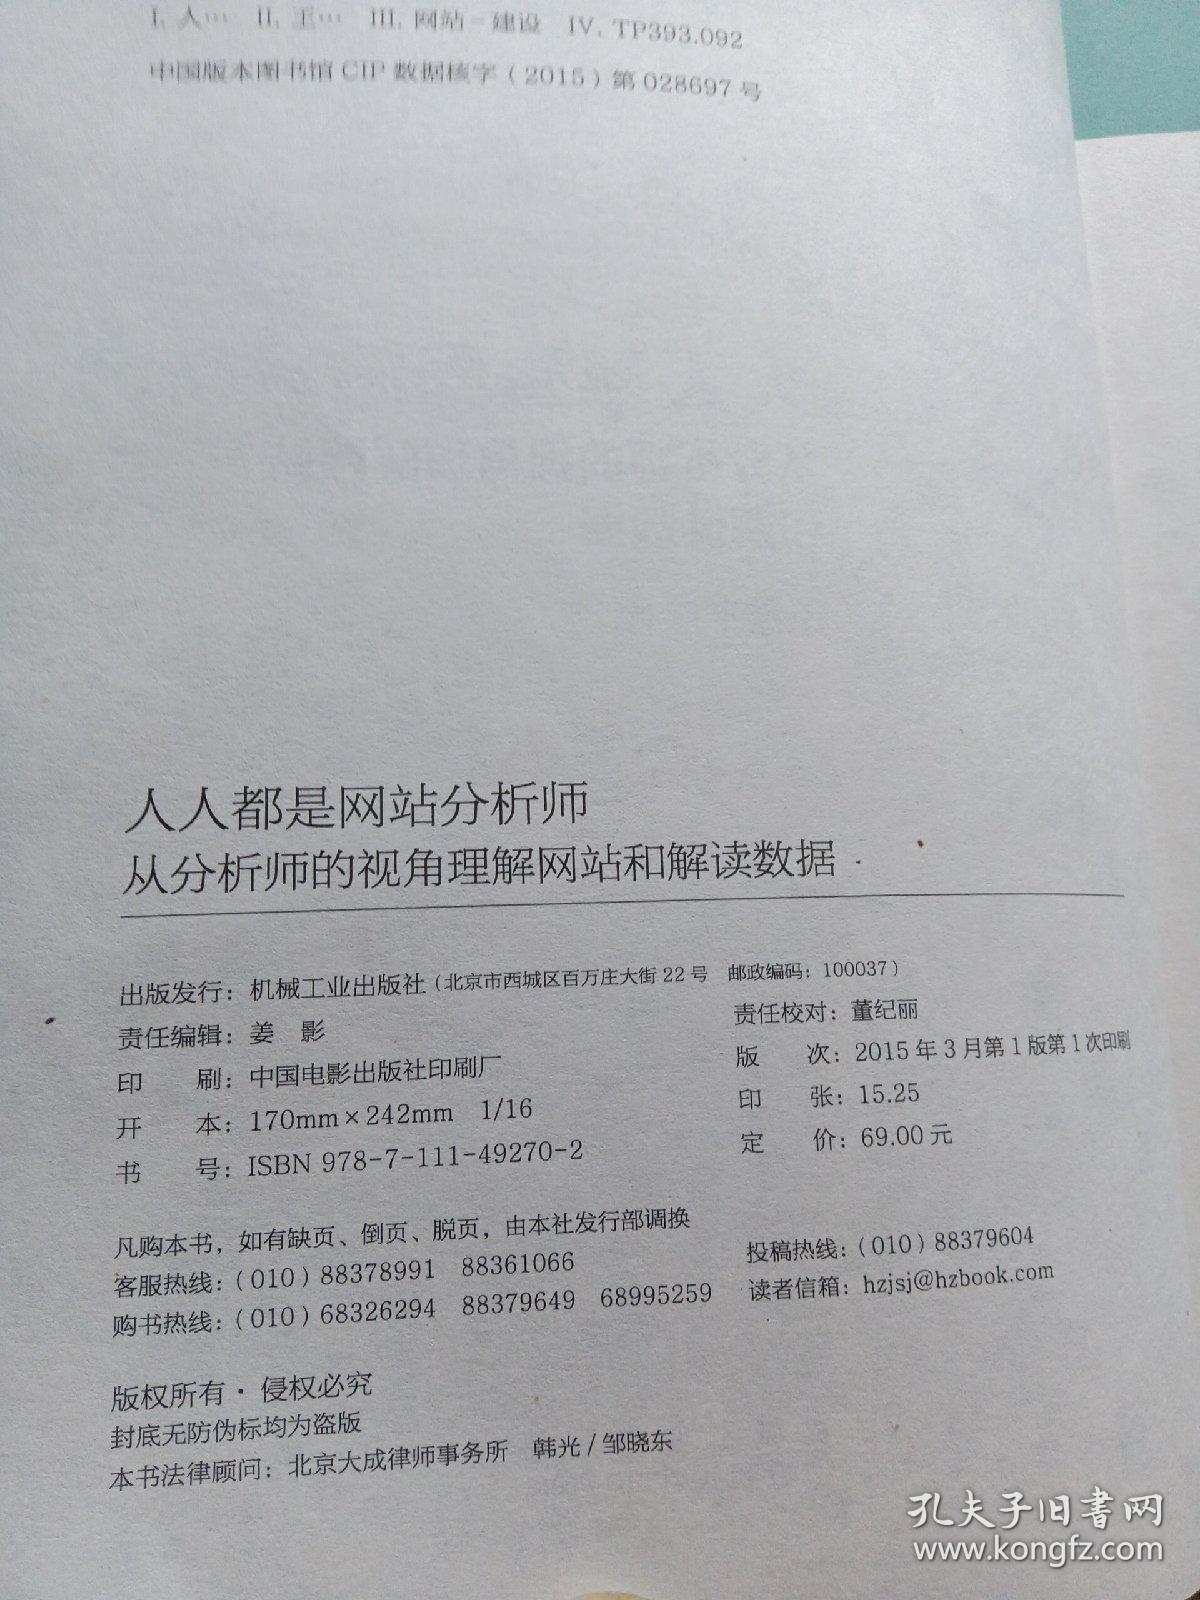 I. 人… II. 王… III. 网站－建设 IV. TP393.092
中国版本图书馆 CIP 数据核字（2015）第 028697 号
人人都是网站分析师
从分析师的视角理解网站和解读数据
出版发行：机械工业出版社（北京市西城区百万庄大街 22 号 邮政编码：100037）
责任编辑：姜 影 责任校对：董纪丽
印 刷：中国电影出版社印刷厂 版 次：2015 年 3 月第 1 版第 1 次印刷
开 本：170mm×242mm 1/16 印 张：15.25
书 号：ISBN 978-7-111-49270-2 定 价：69.00 元
凡购本书，如有缺页、倒页、脱页，由本社发行部调换
客服热线：（010）88378991 88361066 投稿热线：（010）88379604
购书热线：（010）68326294 88379649 68995259 读者信箱：hzjsj@hzbook.com
版权所有·侵权必究
封底无防伪标均为盗版
本书法律顾问：北京大成律师事务所 韩光/邹晓东
孔夫子旧书网
www.kongfz.com